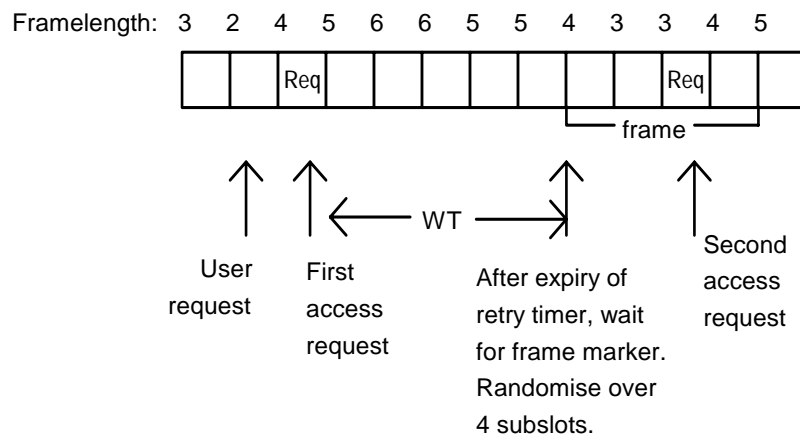 Framelength: 3 2 4 5 6 6 5 5 4 3 3 4 5
Req Req
frame
WT
User
request
First
access
request
After expiry of
retry timer, wait
for frame marker.
Randomise over
4 subslots.
Second
access
request